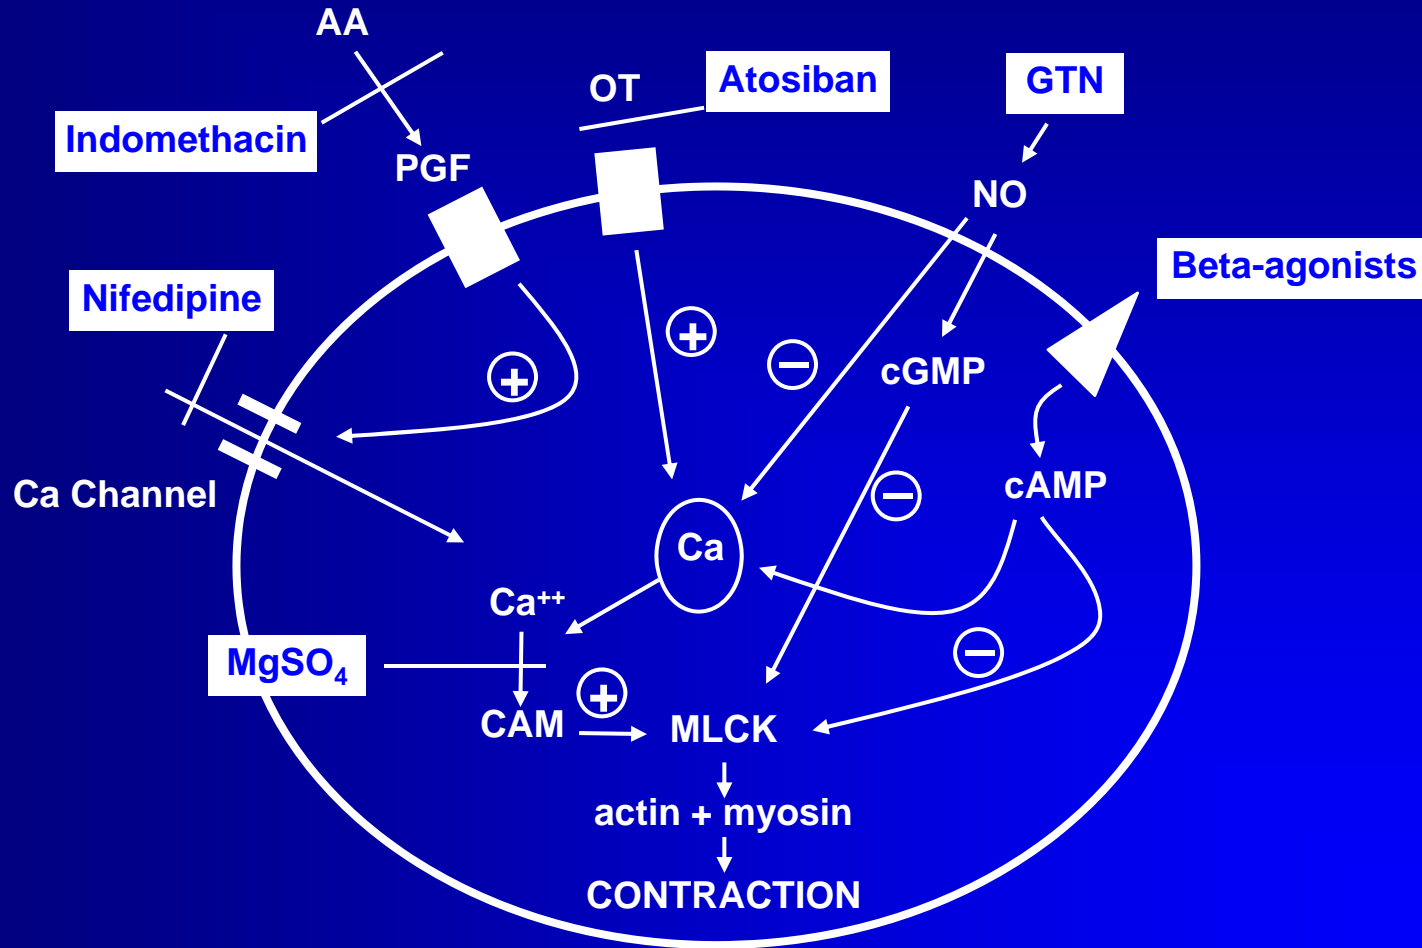 AA
OT
Atosiban
GTN
Indomethacin
PGF
NO
Beta-agonists
Nifedipine
+
+
−
cGMP
Ca Channel
−
cAMP
Ca
Ca⁺⁺
MgSO₄
−
+
CAM
MLCK
actin + myosin
CONTRACTION